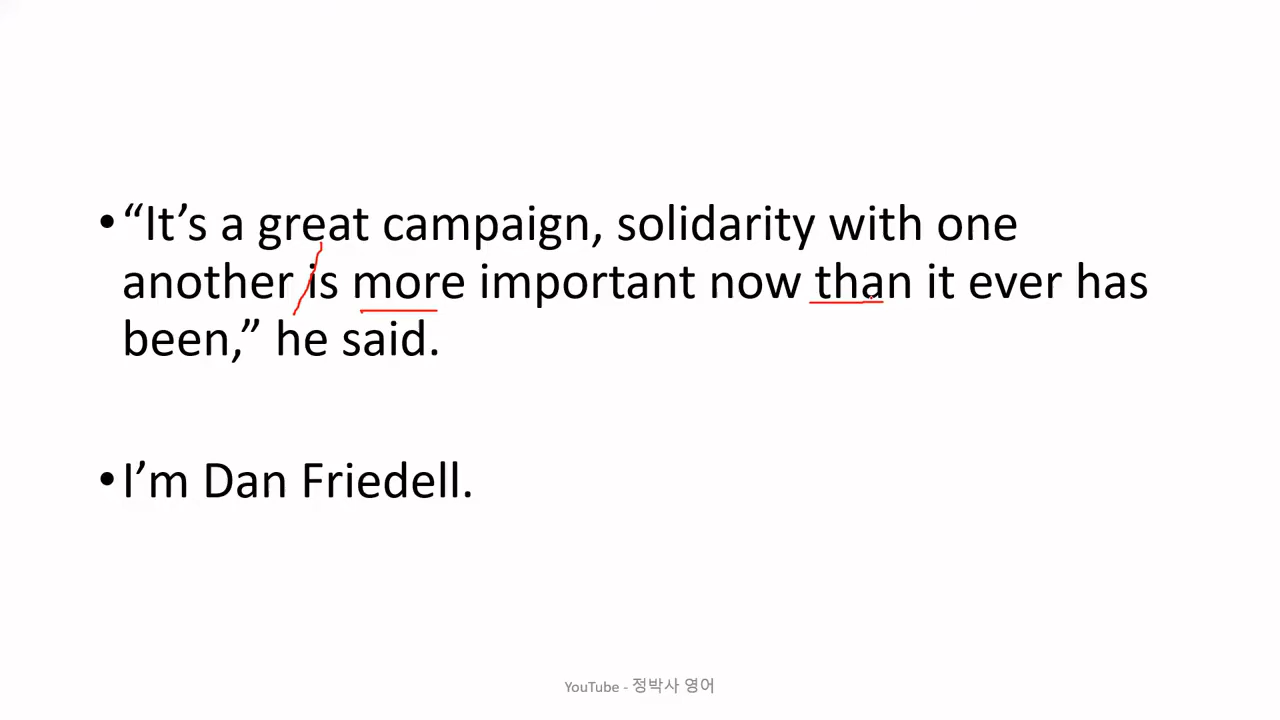 •“It’s a great campaign, solidarity with one
another is more important now than it ever has
been,” he said.
•I’m Dan Friedell.
YouTube - 정박사 영어